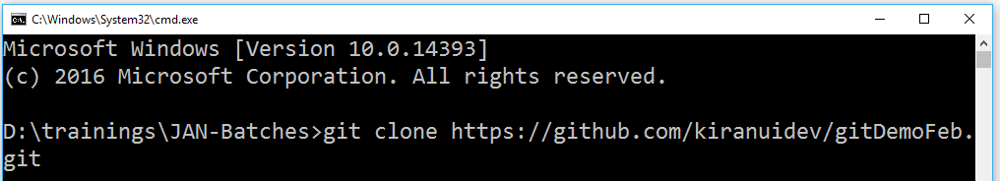 C:\Windows\System32\cmd.exe
Microsoft Windows [Version 10.0.14393]
(c) 2016 Microsoft Corporation. All rights reserved.
D:\trainings\JAN-Batches>git clone https://github.com/kiranuidev/gitDemoFeb.
git